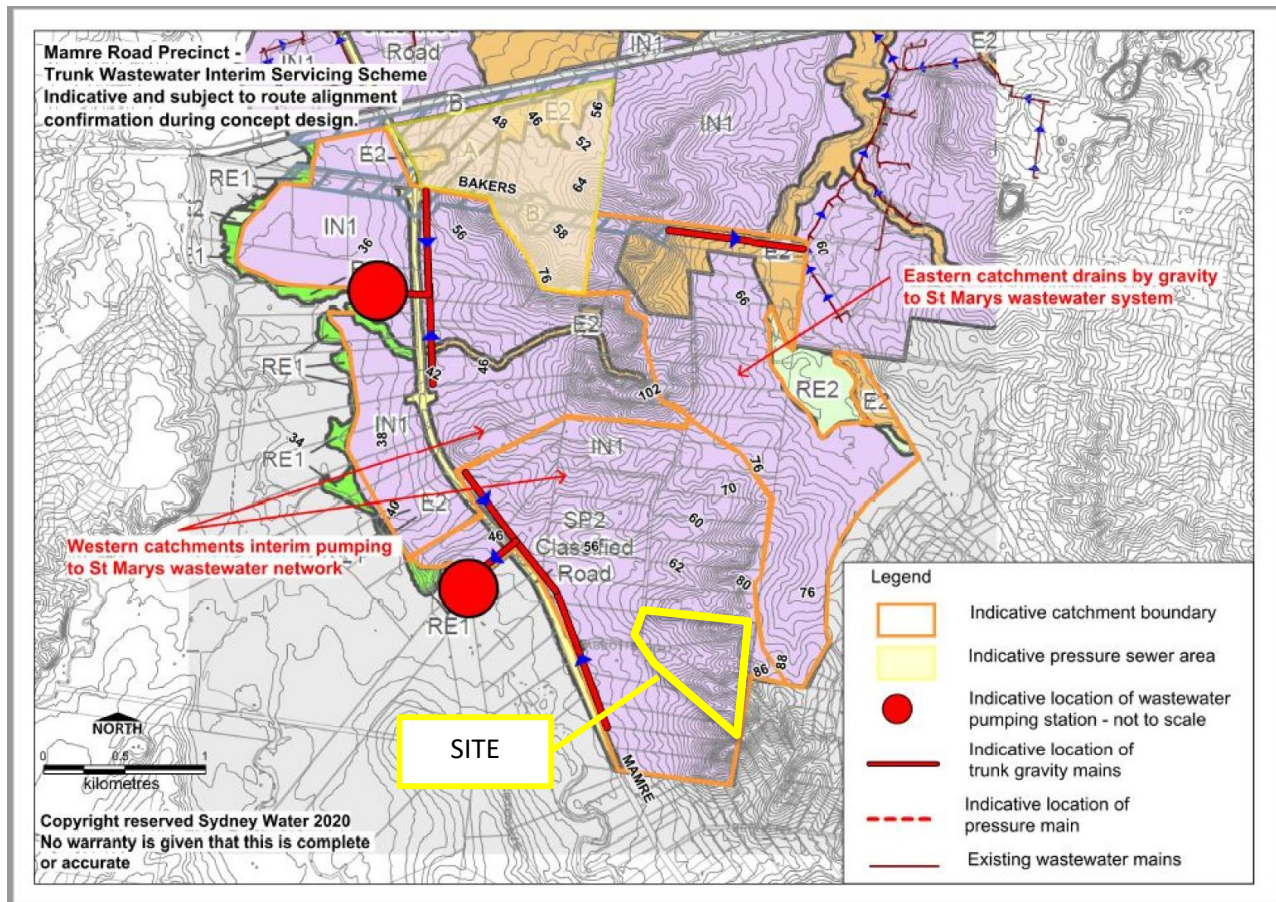 Mamre Road Precinct -
Trunk Wastewater Interim Servicing Scheme
Indicative and subject to route alignment
confirmation during concept design.
Road
IN1
IN1
E2
B
E2
56
46
48
52
A
IN1
E2
RE1
BAKERS
64
B
IN1
36
56
58
76
60
E2
Eastern catchment drains by gravity
to St Marys wastewater system
66
E2
RE1
42
46
102
RE2
E2
IN1
38
34
RE1
IN1
76
70
40
E2
SP2
Classified
Road
60
46
56
62
80
76
Western catchments interim pumping
to St Marys wastewater network
RE1
86
88
SITE
MAMRE
NORTH
0 0.5 1
kilometres
Copyright reserved Sydney Water 2020
No warranty is given that this is complete
or accurate
Legend
Indicative catchment boundary
Indicative pressure sewer area
Indicative location of wastewater
pumping station - not to scale
Indicative location of
trunk gravity mains
Indicative location of
pressure main
Existing wastewater mains